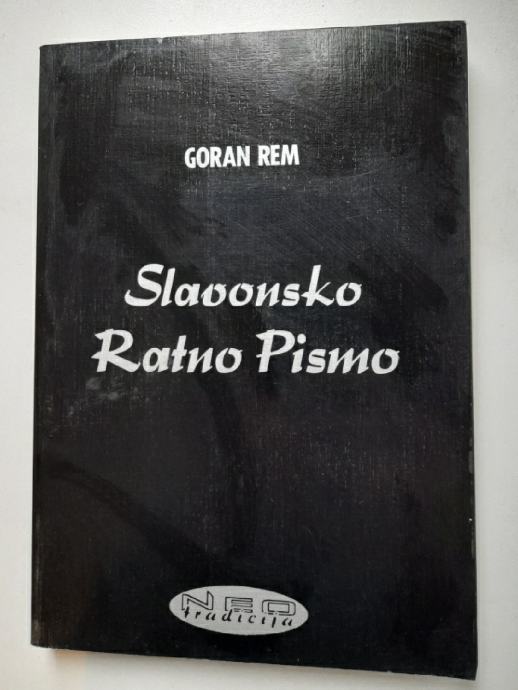 GORAN REM
Slavonsko
Ratno Pismo
NEO
tradicija